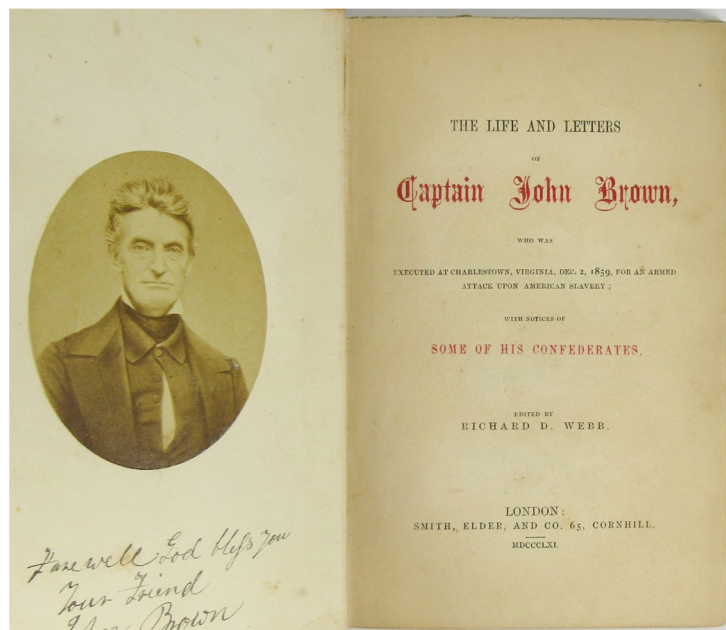 Farewell God bless you
Your Friend
John Brown
THE LIFE AND LETTERS
OF
Captain John Brown,
WHO WAS
EXECUTED AT CHARLESTOWN, VIRGINIA, DEC. 2, 1859, FOR AN ARMED
ATTACK UPON AMERICAN SLAVERY;
WITH NOTICES OF
SOME OF HIS CONFEDERATES.
EDITED BY
RICHARD D. WEBB.
LONDON:
SMITH, ELDER, AND CO. 65, CORNHILL.
MDCCCLXI.